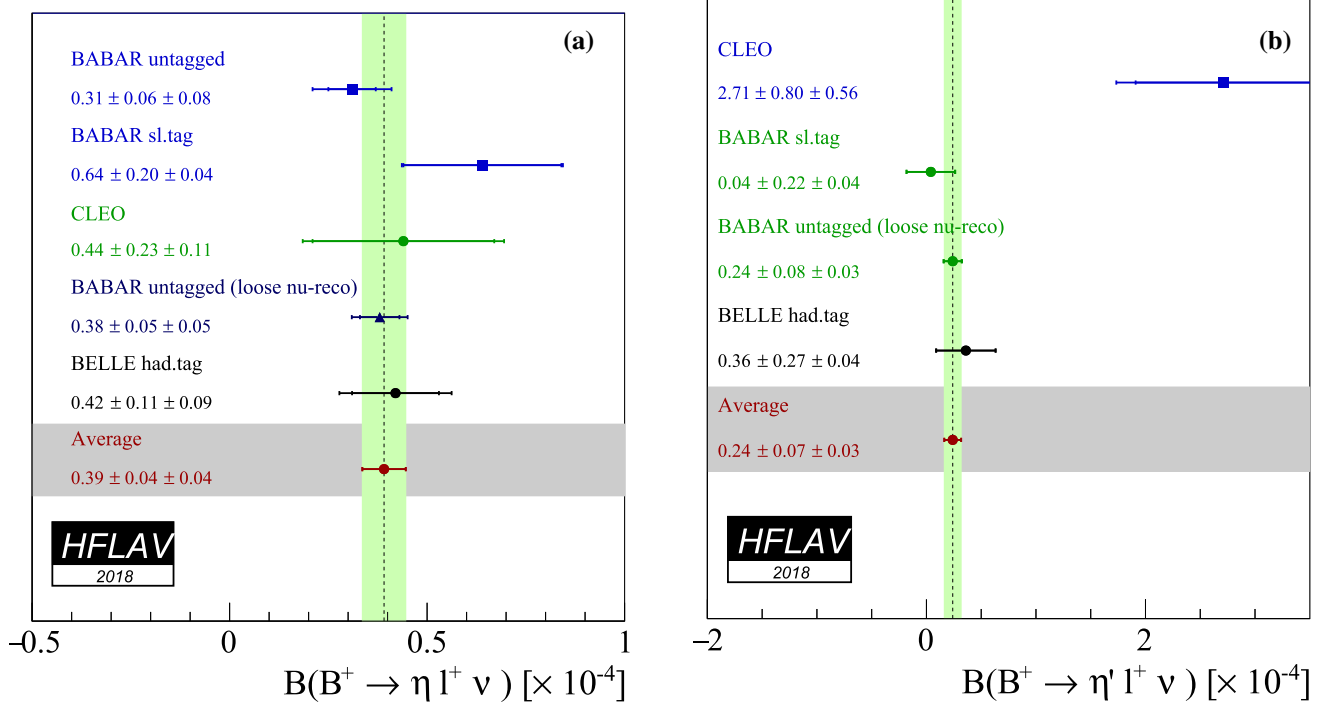 (a)
BABAR untagged
0.31 ± 0.06 ± 0.08
BABAR sl.tag
0.64 ± 0.20 ± 0.04
CLEO
0.44 ± 0.23 ± 0.11
BABAR untagged (loose nu-reco)
0.38 ± 0.05 ± 0.05
BELLE had.tag
0.42 ± 0.11 ± 0.09
Average
0.39 ± 0.04 ± 0.04
HFLAV
2018
−0.5 0 0.5 1
B(B⁺ → η l⁺ ν ) [× 10⁻⁴]
(b)
CLEO
2.71 ± 0.80 ± 0.56
BABAR sl.tag
0.04 ± 0.22 ± 0.04
BABAR untagged (loose nu-reco)
0.24 ± 0.08 ± 0.03
BELLE had.tag
0.36 ± 0.27 ± 0.04
Average
0.24 ± 0.07 ± 0.03
HFLAV
2018
−2 0 2
B(B⁺ → η' l⁺ ν ) [× 10⁻⁴]